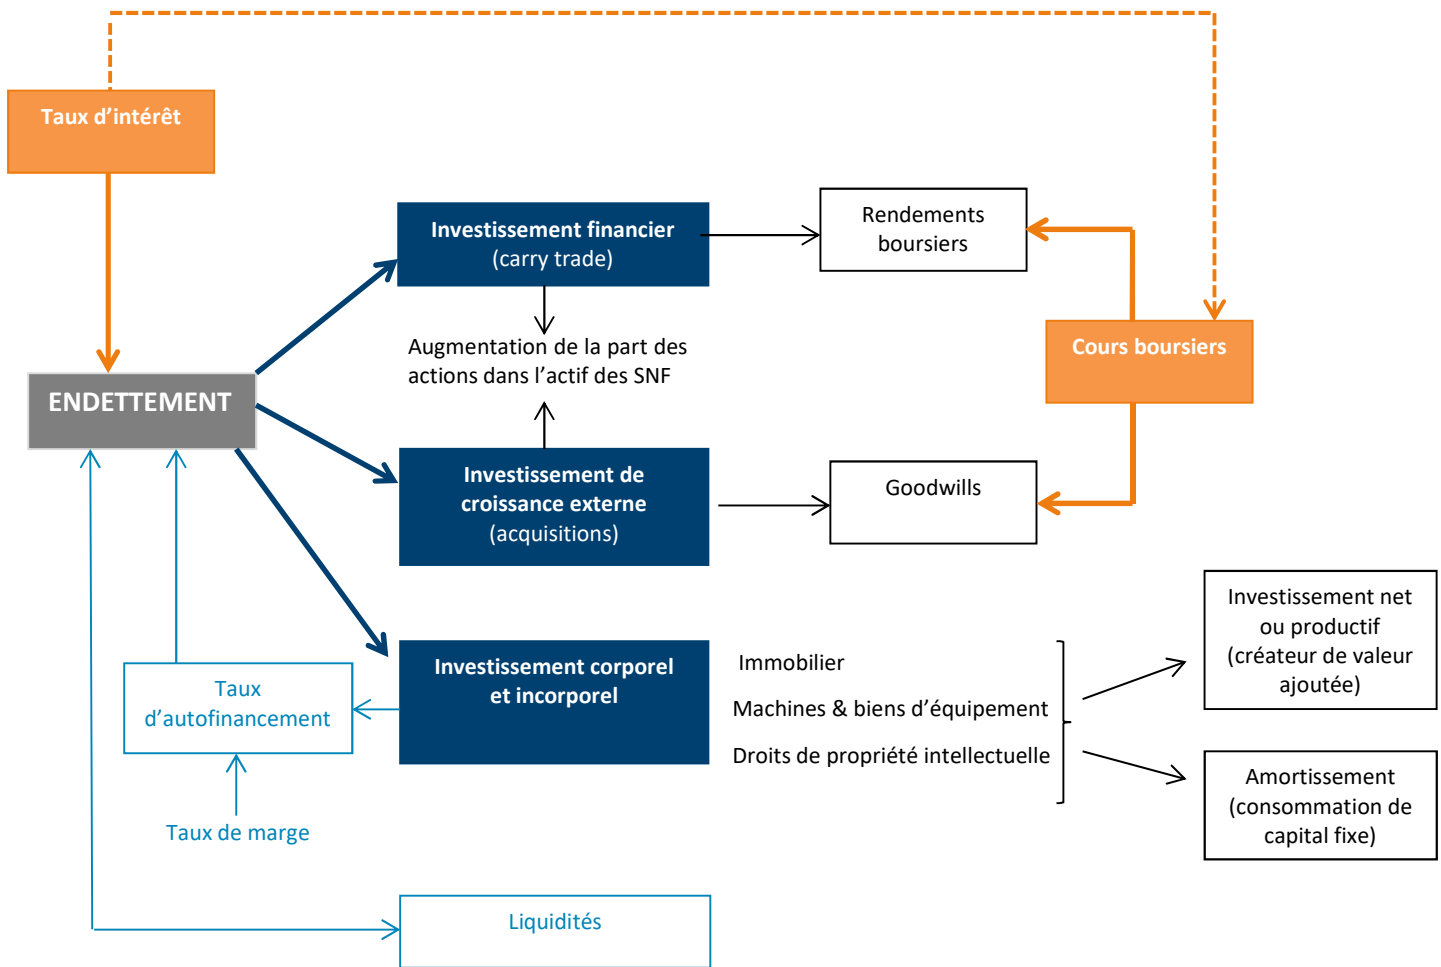 Taux d’intérêt
Investissement financier
(carry trade)
Rendements
boursiers
Augmentation de la part des
actions dans l’actif des SNF
Cours boursiers
ENDETTEMENT
Investissement de
croissance externe
(acquisitions)
Goodwills
Investissement corporel
et incorporel
Immobilier
Machines & biens d’équipement
Droits de propriété intellectuelle
Investissement net
ou productif
(créateur de valeur
ajoutée)
Amortissement
(consommation de
capital fixe)
Taux
d’autofinancement
Taux de marge
Liquidités